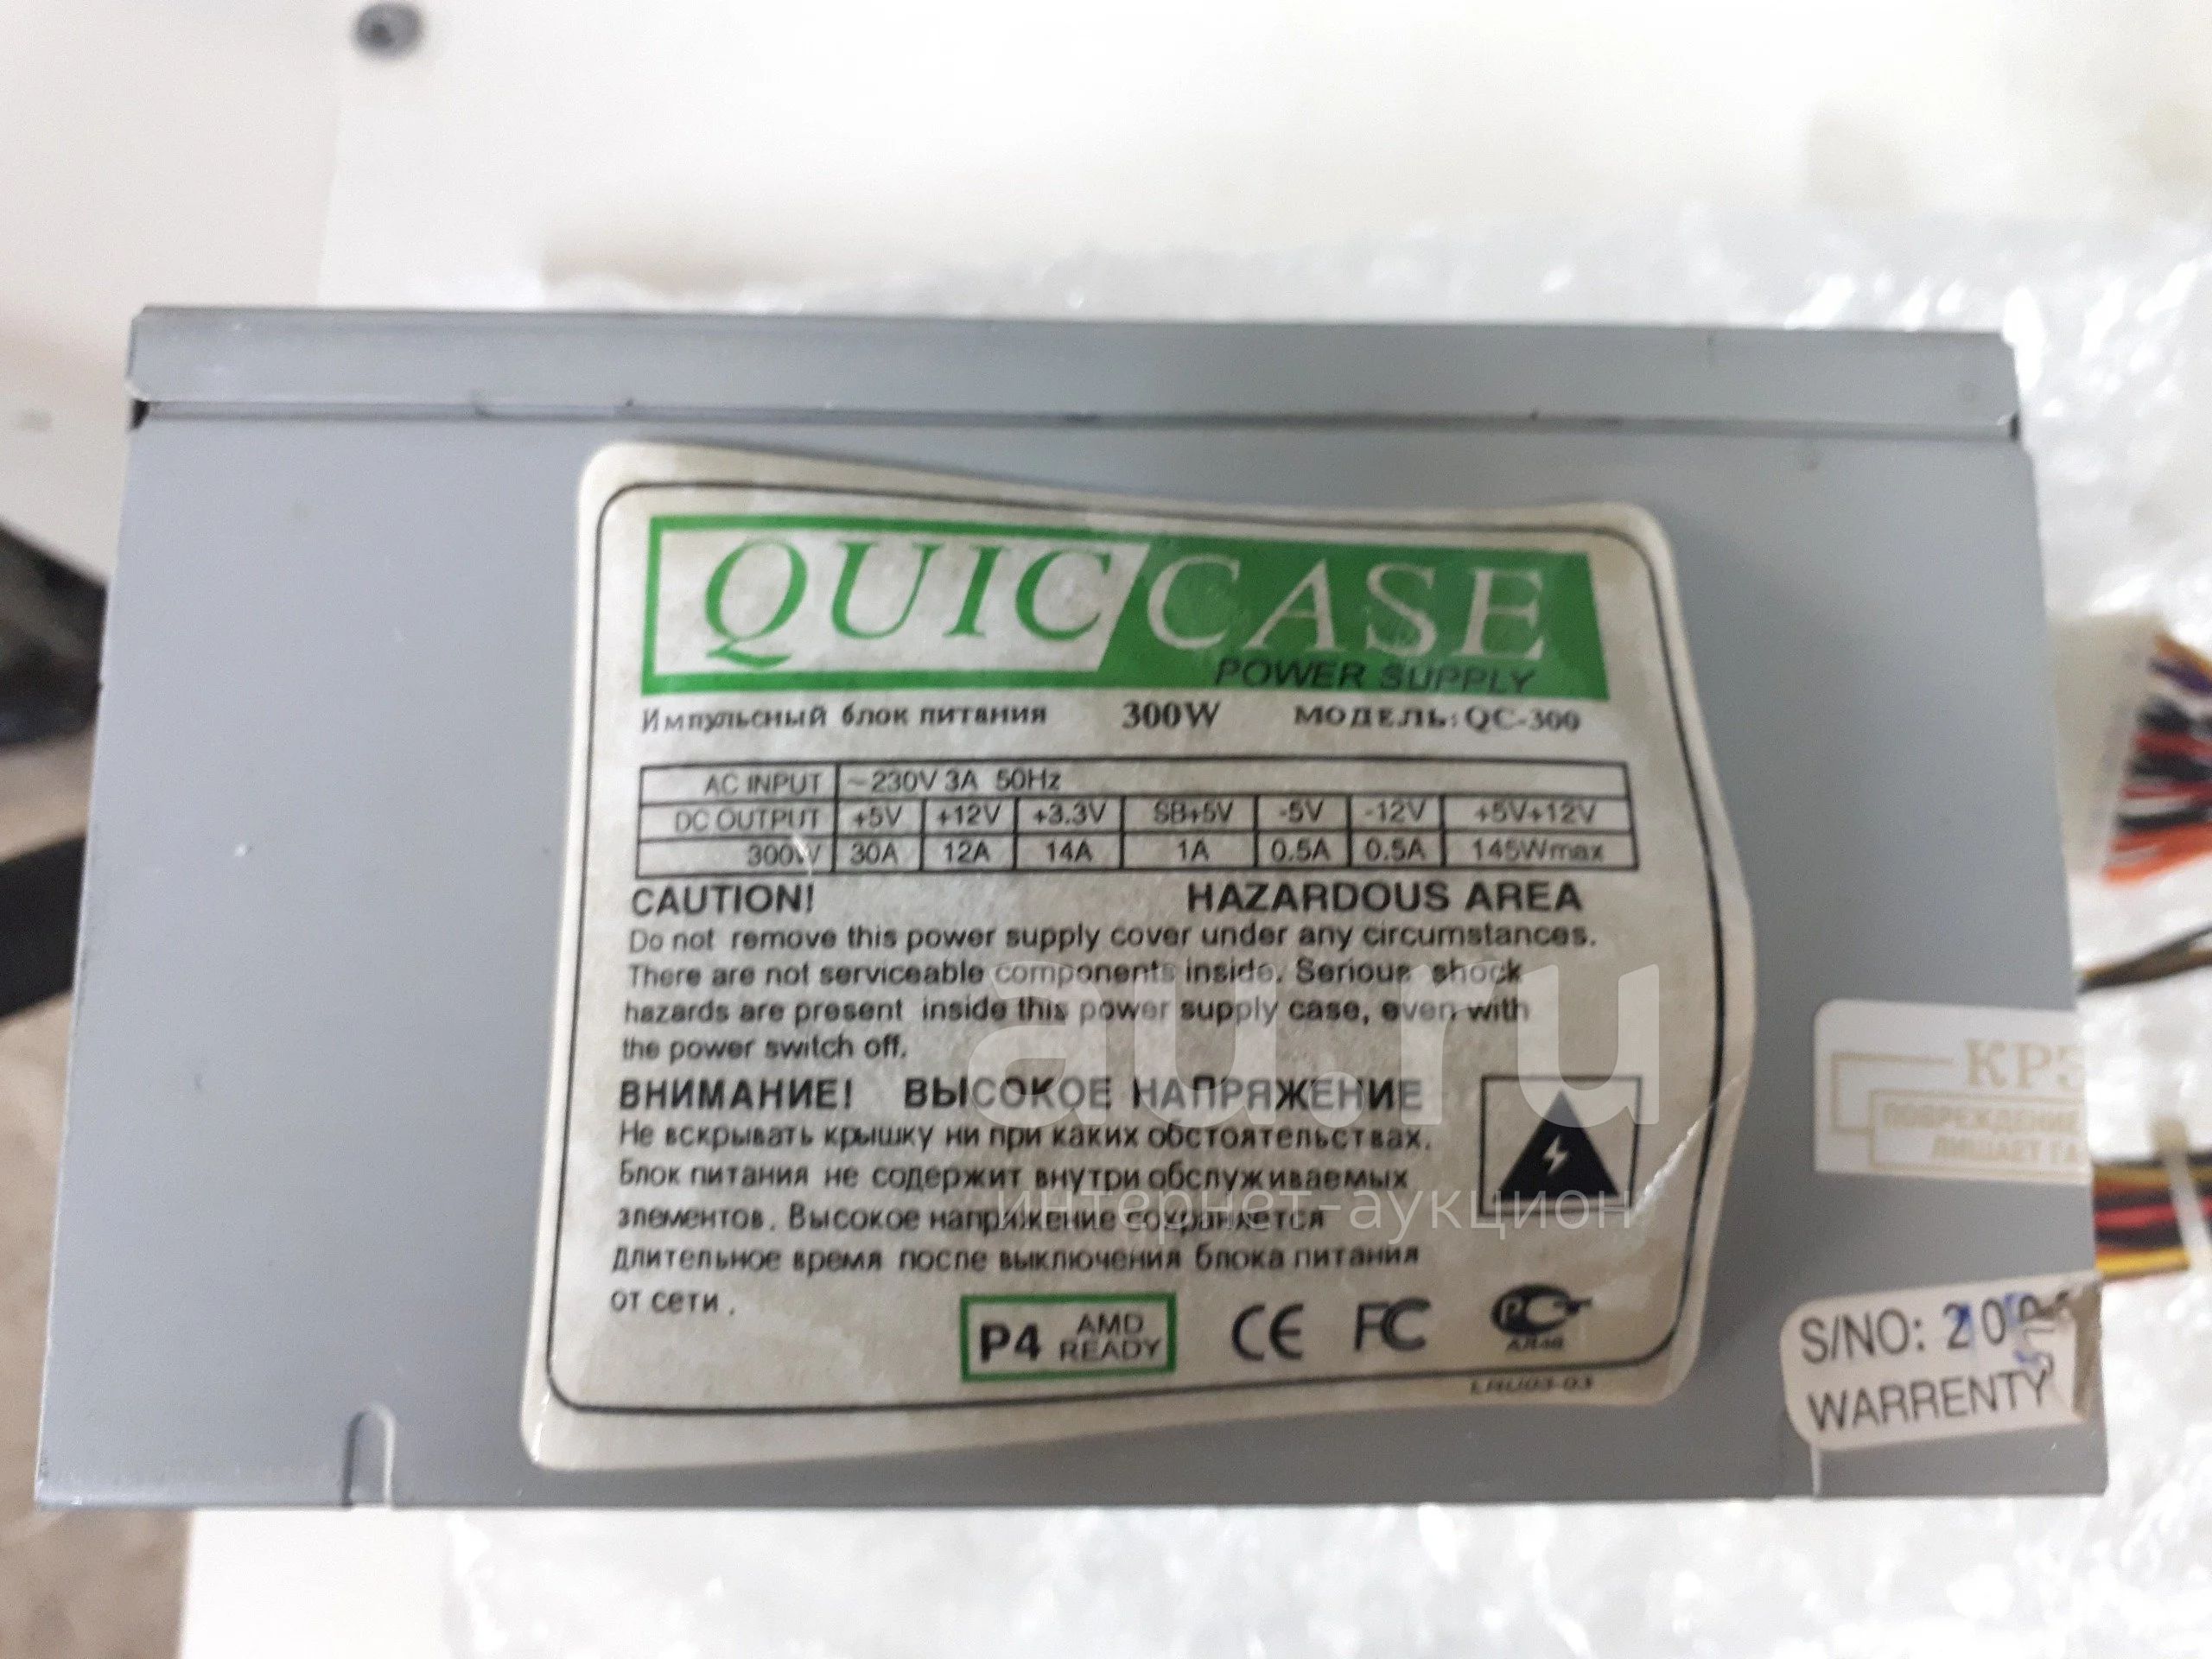 QUICCASE
POWER SUPPLY
Импульсный блок питания 300W МОДЕЛЬ: QC-300
AC INPUT ~230V 3A 50Hz
DC OUTPUT +5V +12V +3.3V SB+5V -5V -12V +5V+12V
300W 30A 12A 14A 1A 0.5A 0.5A 145Wmax
CAUTION! HAZARDOUS AREA
Do not remove this power supply cover under any circumstances.
There are not serviceable components inside. Serious shock
hazards are present inside this power supply case, even with
the power switch off.
ВНИМАНИЕ! ВЫСОКОЕ НАПРЯЖЕНИЕ
Не вскрывать крышку ни при каких обстоятельствах.
Блок питания не содержит внутри обслуживаемых
элементов. Высокое напряжение сохраняется
длительное время после выключения блока питания
от сети.
P4 AMD READY CE FC
au.ru
интернет-аукцион
ПОВРЕЖДЕНИЕ
ЛИШАЕТ
S/NO:
WARRENTY